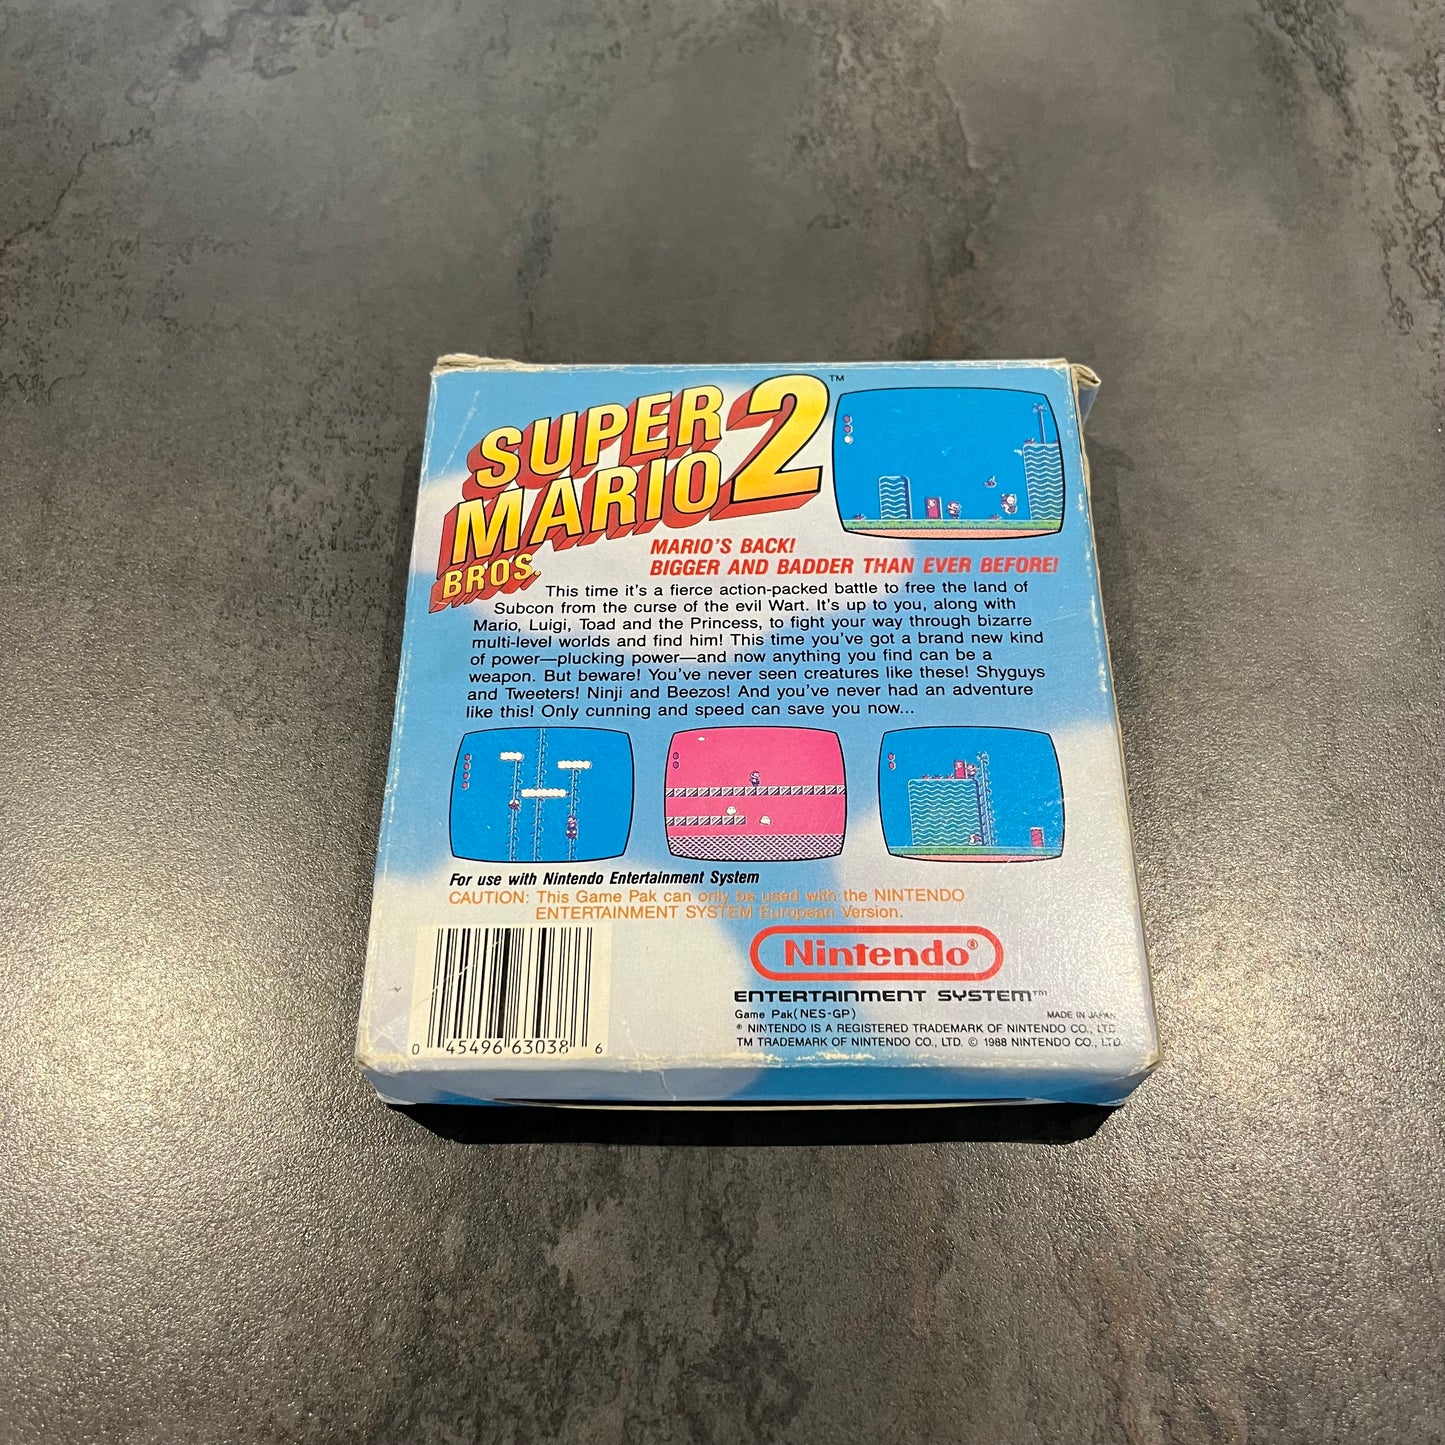 SUPER
MARIO 2 ™
BROS.
MARIO'S BACK!
BIGGER AND BADDER THAN EVER BEFORE!
This time it's a fierce action-packed battle to free the land of
Subcon from the curse of the evil Wart. It's up to you, along with
Mario, Luigi, Toad and the Princess, to fight your way through bizarre
multi-level worlds and find him! This time you've got a brand new kind
of power—plucking power—and now anything you find can be a
weapon. But beware! You've never seen creatures like these! Shyguys
and Tweeters! Ninji and Beezos! And you've never had an adventure
like this! Only cunning and speed can save you now...
For use with Nintendo Entertainment System
CAUTION: This Game Pak can only be used with the NINTENDO
ENTERTAINMENT SYSTEM European Version.
Nintendo®
ENTERTAINMENT SYSTEM™
Game Pak(NES-GP)
MADE IN JAPAN
® NINTENDO IS A REGISTERED TRADEMARK OF NINTENDO CO., LTD.
TM TRADEMARK OF NINTENDO CO., LTD. © 1988 NINTENDO CO., LTD.
0 45496 63038 6